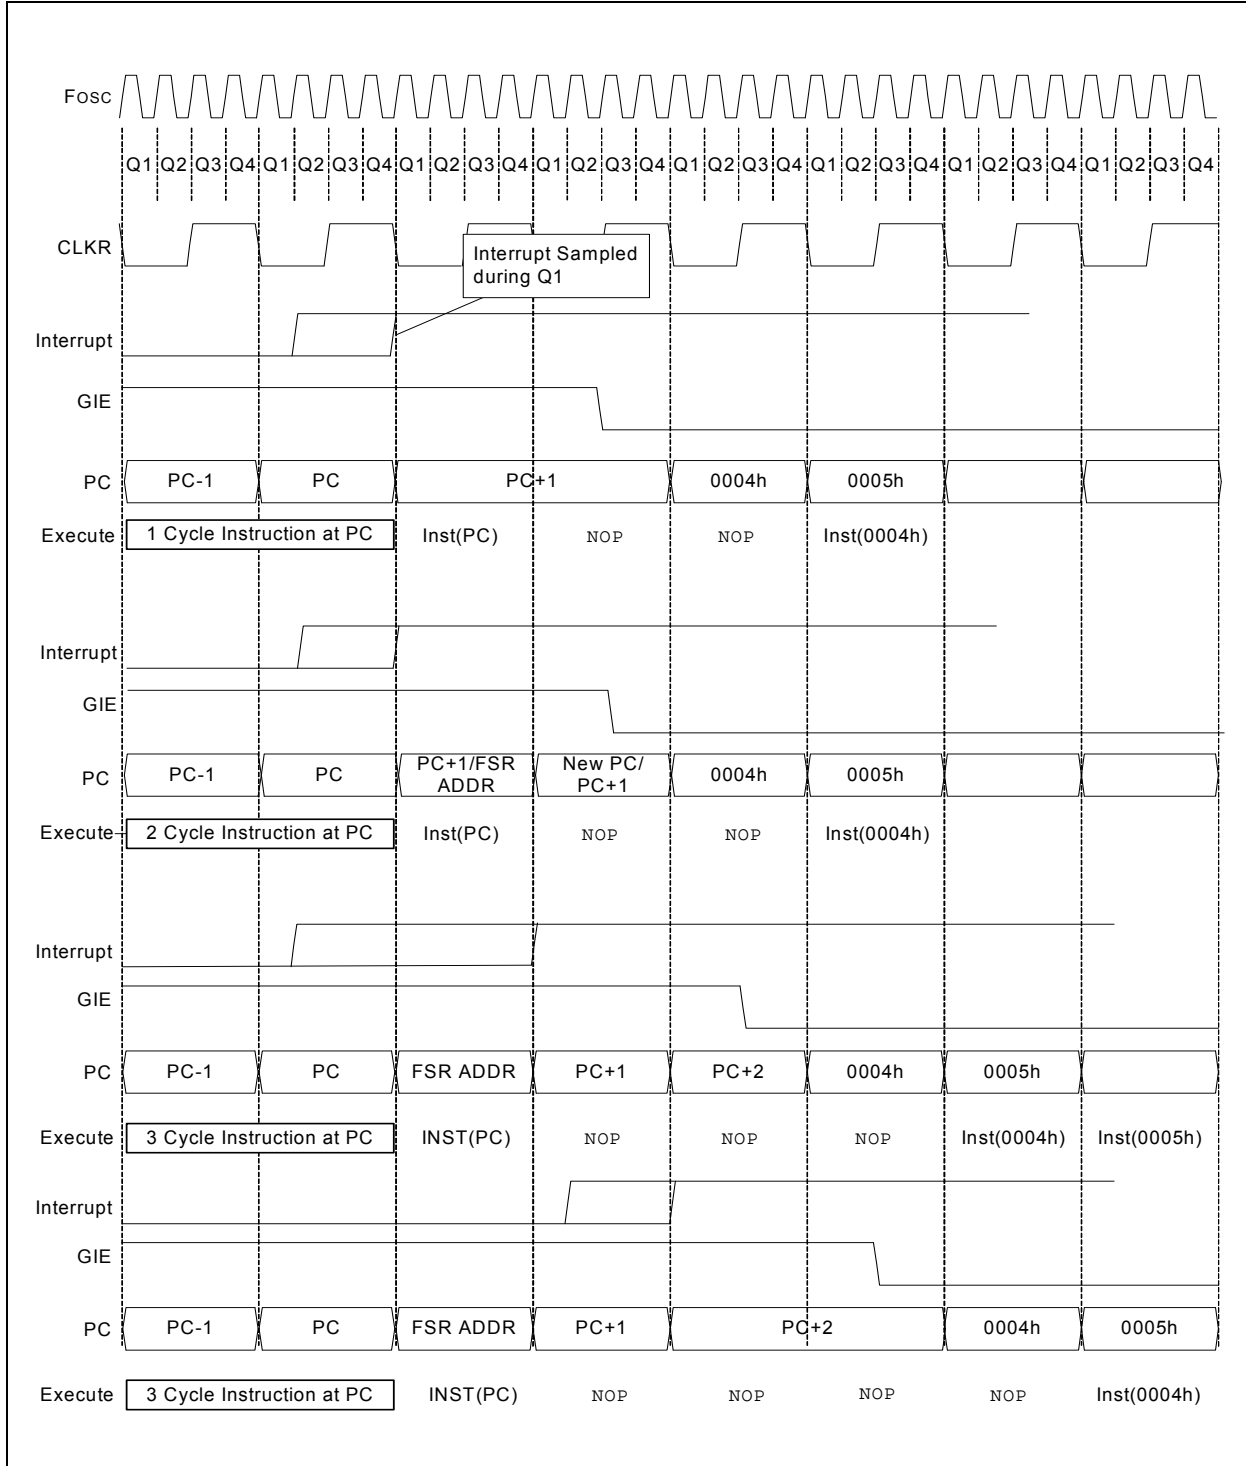 FOSC
Q1 Q2 Q3 Q4 Q1 Q2 Q3 Q4 Q1 Q2 Q3 Q4 Q1 Q2 Q3 Q4 Q1 Q2 Q3 Q4 Q1 Q2 Q3 Q4 Q1 Q2 Q3 Q4 Q1 Q2 Q3 Q4
CLKR
Interrupt Sampled
during Q1
Interrupt
GIE
PC PC-1 PC PC+1 0004h 0005h
Execute 1 Cycle Instruction at PC Inst(PC) NOP NOP Inst(0004h)
Interrupt
GIE
PC PC-1 PC PC+1/FSR ADDR New PC/ PC+1 0004h 0005h
Execute 2 Cycle Instruction at PC Inst(PC) NOP NOP Inst(0004h)
Interrupt
GIE
PC PC-1 PC FSR ADDR PC+1 PC+2 0004h 0005h
Execute 3 Cycle Instruction at PC INST(PC) NOP NOP NOP Inst(0004h) Inst(0005h)
Interrupt
GIE
PC PC-1 PC FSR ADDR PC+1 PC+2 0004h 0005h
Execute 3 Cycle Instruction at PC INST(PC) NOP NOP NOP NOP Inst(0004h)